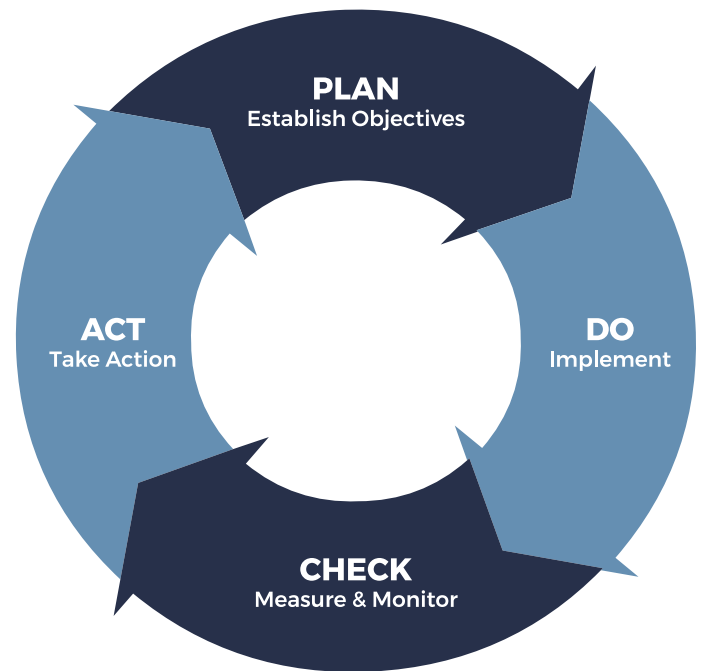 PLAN
Establish Objectives
DO
Implement
CHECK
Measure & Monitor
ACT
Take Action